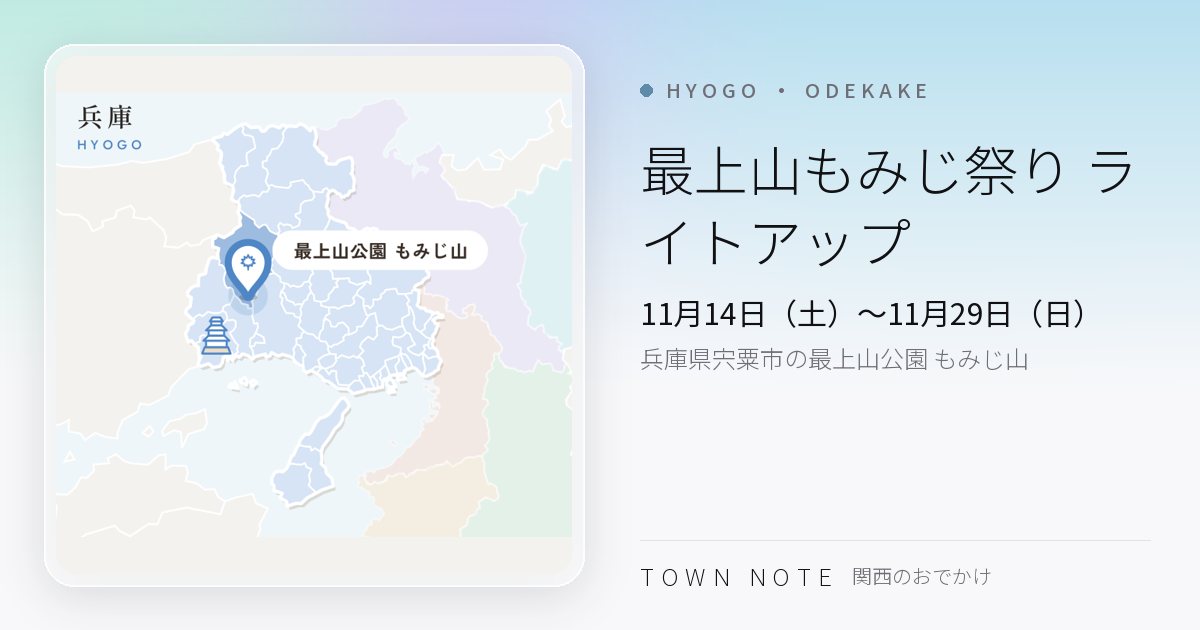 兵庫
HYOGO
最上山公園 もみじ山
HYOGO • ODEKAKE
最上山もみじ祭り ラ
イトアップ
11月14日（土）〜11月29日（日）
兵庫県宍粟市の最上山公園 もみじ山
TOWN NOTE 関西のおでかけ